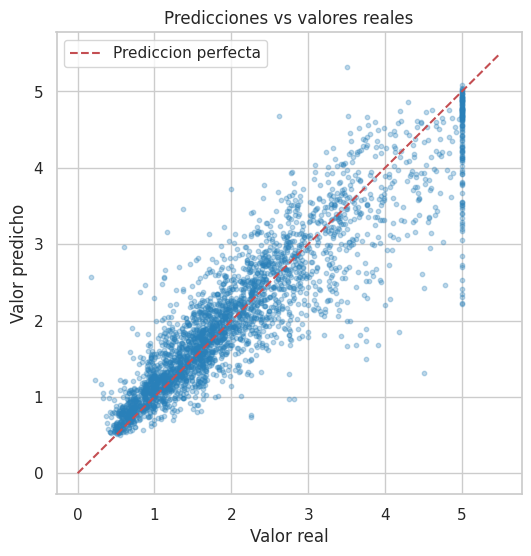 Predicciones vs valores reales
Prediccion perfecta
Valor predicho
5
4
3
2
1
0
0 1 2 3 4 5
Valor real